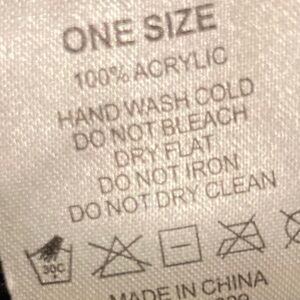 ONE SIZE
100% ACRYLIC
HAND WASH COLD
DO NOT BLEACH
DRY FLAT
DO NOT IRON
DO NOT DRY CLEAN
30C
MADE IN CHINA